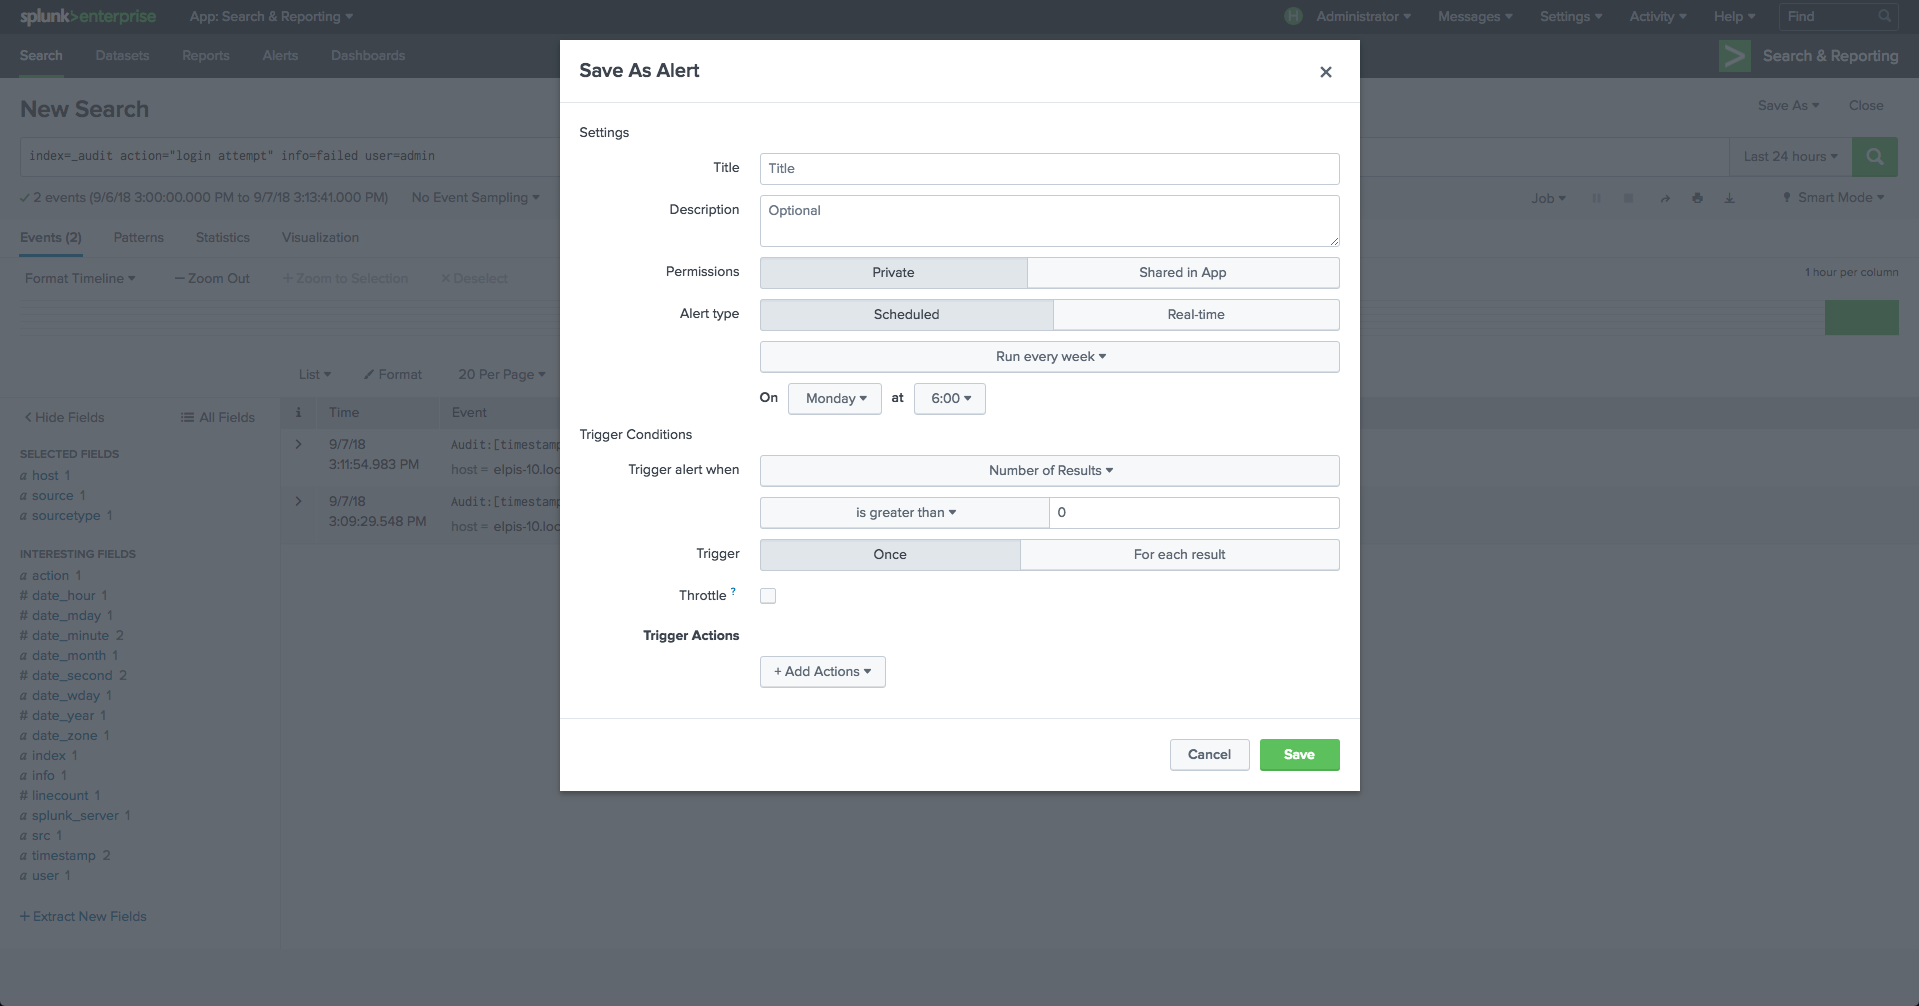 splunk>enterprise App: Search & Reporting H Administrator Messages Settings Activity Help Find
Search Datasets Reports Alerts Dashboards Search & Reporting
New Search Save As Close
index=_audit action="login attempt" info=failed user=admin Last 24 hours
2 events (9/6/18 3:00:00.000 PM to 9/7/18 3:13:41.000 PM) No Event Sampling Job Smart Mode
Events (2) Patterns Statistics Visualization
Format Timeline — Zoom Out + Zoom to Selection × Deselect 1 hour per column
List Format 20 Per Page
Hide Fields All Fields i Time Event
SELECTED FIELDS
a host 1
a source 1
a sourcetype 1
INTERESTING FIELDS
a action 1
# date_hour 1
# date_mday 1
# date_minute 2
a date_month 1
# date_second 2
a date_wday 1
# date_year 1
a date_zone 1
a index 1
a info 1
# linecount 1
a splunk_server 1
a src 1
a timestamp 2
a user 1
+ Extract New Fields
9/7/18 Audit:[timestamp
3:11:54.983 PM host = elpis-10.loc
9/7/18 Audit:[timestamp
3:09:29.548 PM host = elpis-10.loc
Save As Alert ×
Settings
Title Title
Description Optional
Permissions Private Shared in App
Alert type Scheduled Real-time
Run every week
On Monday at 6:00
Trigger Conditions
Trigger alert when Number of Results
is greater than 0
Trigger Once For each result
Throttle ?
Trigger Actions
+ Add Actions
Cancel Save